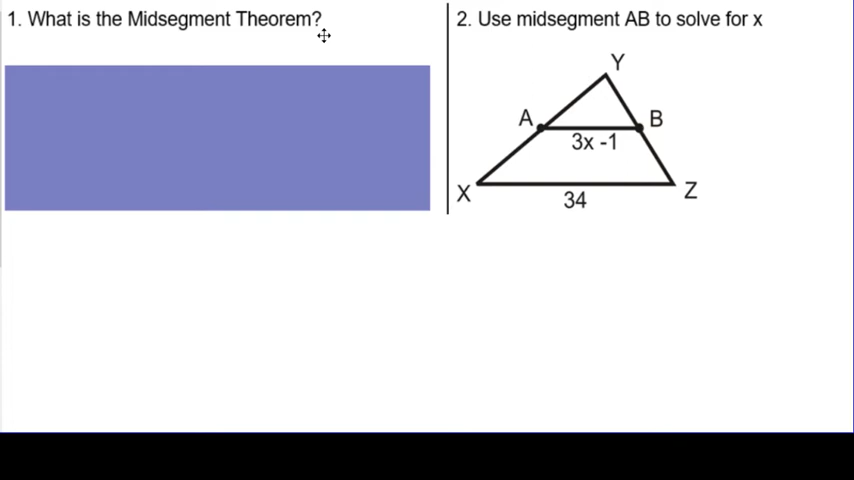 1. What is the Midsegment Theorem?
2. Use midsegment AB to solve for x
Y
A
B
3x -1
X
Z
34